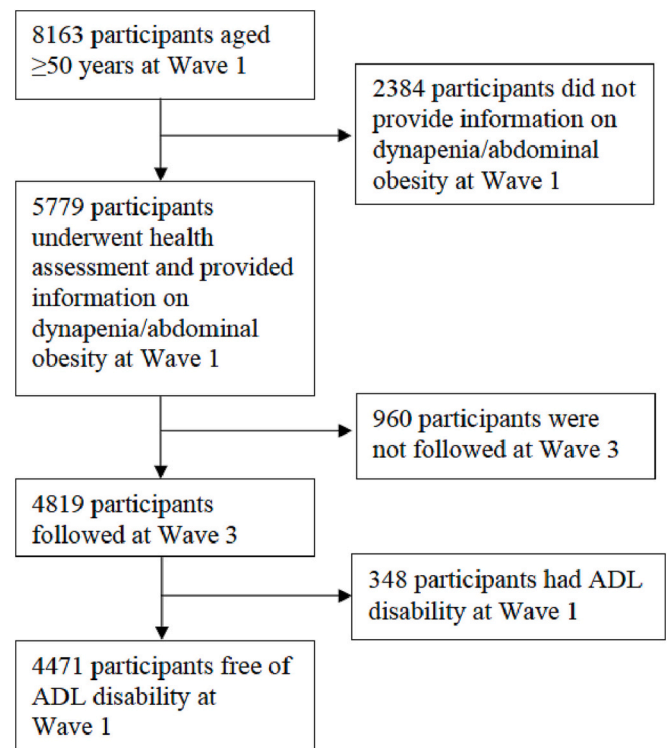 8163 participants aged
≥50 years at Wave 1
2384 participants did not
provide information on
dynapenia/abdominal
obesity at Wave 1
5779 participants
underwent health
assessment and provided
information on
dynapenia/abdominal
obesity at Wave 1
960 participants were
not followed at Wave 3
4819 participants
followed at Wave 3
348 participants had ADL
disability at Wave 1
4471 participants free of
ADL disability at
Wave 1